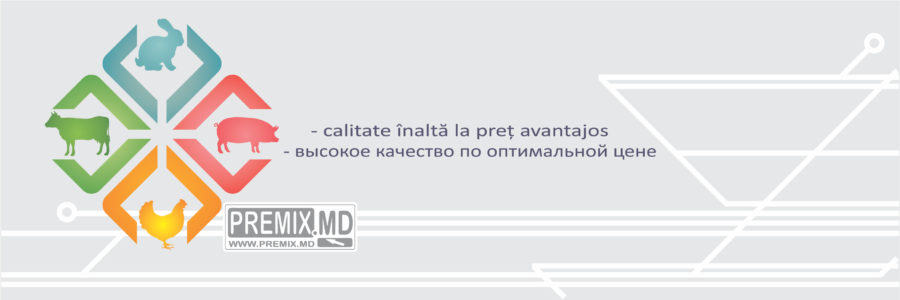 - calitate înaltă la preț avantajos
- высокое качество по оптимальной цене
PREMIX.MD
WWW.PREMIX.MD